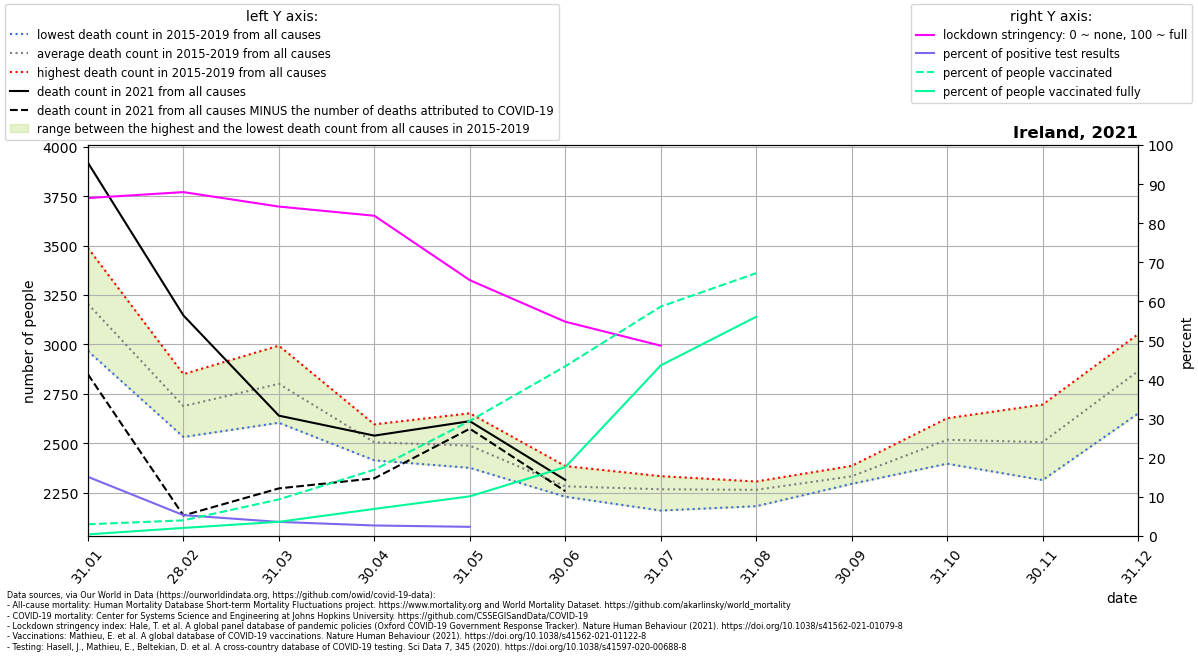 left Y axis:
lowest death count in 2015-2019 from all causes
average death count in 2015-2019 from all causes
highest death count in 2015-2019 from all causes
death count in 2021 from all causes
death count in 2021 from all causes MINUS the number of deaths attributed to COVID-19
range between the highest and the lowest death count from all causes in 2015-2019
right Y axis:
lockdown stringency: 0 ~ none, 100 ~ full
percent of positive test results
percent of people vaccinated
percent of people vaccinated fully
Ireland, 2021
number of people
4000
3750
3500
3250
3000
2750
2500
2250
100
90
80
70
60
50
40
30
20
10
0
percent
31.01
28.02
31.03
30.04
31.05
30.06
31.07
31.08
30.09
31.10
30.11
31.12
date
Data sources, via Our World in Data (https://ourworldindata.org, https://github.com/owid/covid-19-data):
- All-cause mortality: Human Mortality Database Short-term Mortality Fluctuations project. https://www.mortality.org and World Mortality Dataset. https://github.com/akarlinsky/world_mortality
- COVID-19 mortality: Center for Systems Science and Engineering at Johns Hopkins University. https://github.com/CSSEGISandData/COVID-19
- Lockdown stringency index: Hale, T. et al. A global panel database of pandemic policies (Oxford COVID-19 Government Response Tracker). Nature Human Behaviour (2021). https://doi.org/10.1038/s41562-021-01079-8
- Vaccinations: Mathieu, E. et al. A global database of COVID-19 vaccinations. Nature Human Behaviour (2021). https://doi.org/10.1038/s41562-021-01122-8
- Testing: Hasell, J., Mathieu, E., Beltekian, D. et al. A cross-country database of COVID-19 testing. Sci Data 7, 345 (2020). https://doi.org/10.1038/s41597-020-00688-8